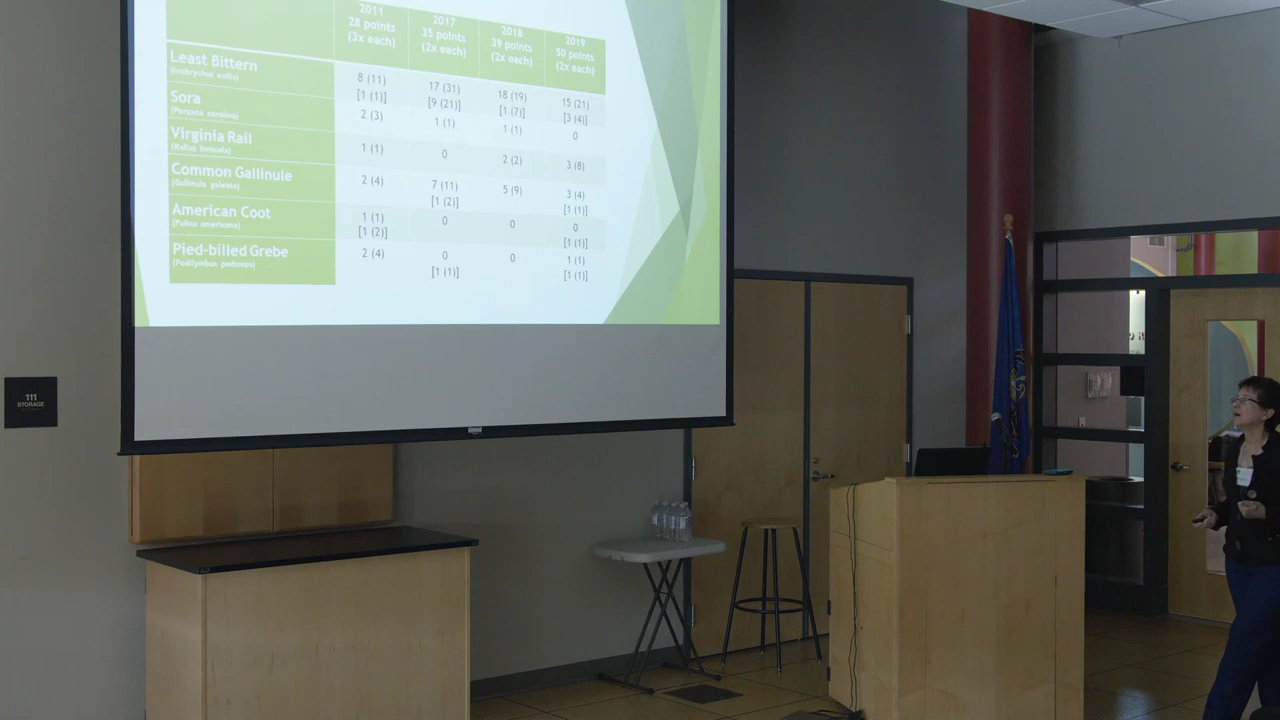 2011 2017 2018 2019
28 points 35 points 39 points 50 points
(3x each) (2x each) (2x each) (2x each)
Least Bittern 8 (11) 17 (31) 18 (19) 15 (21)
(Ixobrychus exilis) [1 (1)] [9 (21)] [1 (7)] [3 (4)]
Sora 2 (3) 1 (1) 1 (1) 0
(Porzana carolina)
Virginia Rail 1 (1) 0 2 (2) 3 (8)
(Rallus limicola)
Common Gallinule 2 (4) 7 (11) 5 (9) 3 (4)
(Gallinula galeata) [1 (2)] [1 (1)]
American Coot 1 (1) 0 0 0
(Fulica americana) [1 (2)] [1 (1)]
Pied-billed Grebe 2 (4) 0 0 1 (1)
(Podilymbus podiceps) [1 (1)] [1 (1)]
111
STORAGE